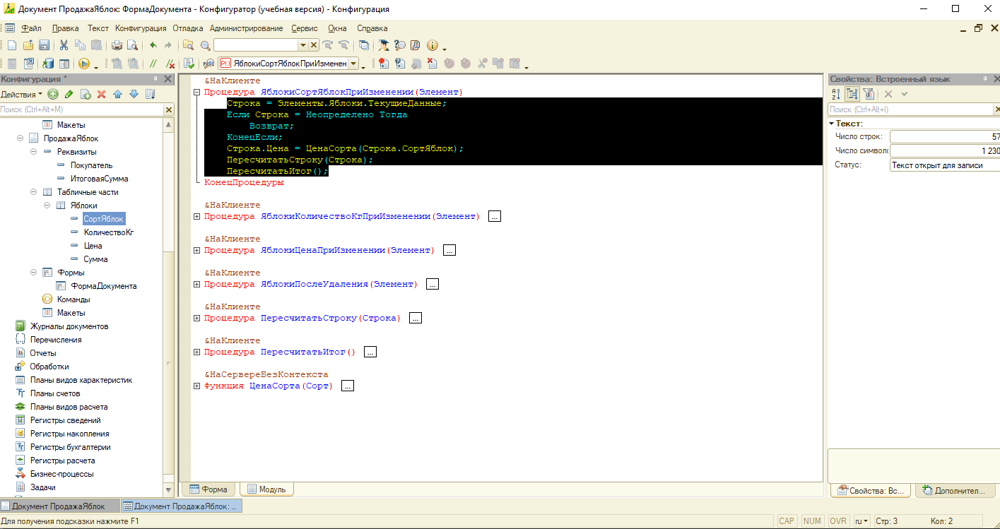 Документ ПродажаЯблок: ФормаДокумента - Конфигуратор (учебная версия) - Конфигурация
Файл Правка Текст Конфигурация Отладка Администрирование Сервис Окна Справка
ЯблокиСортЯблокПриИзменен
Конфигурация *
Действия
Поиск (Ctrl+Alt+M)
Макеты
ПродажаЯблок
Реквизиты
Покупатель
ИтоговаяСумма
Табличные части
Яблоки
СортЯблок
КоличествоКг
Цена
Сумма
Формы
ФормаДокумента
Команды
Макеты
Журналы документов
Перечисления
Отчеты
Обработки
Планы видов характеристик
Планы счетов
Планы видов расчета
Регистры сведений
Регистры накопления
Регистры бухгалтерии
Регистры расчета
Бизнес-процессы
Задачи
&НаКлиенте
Процедура ЯблокиСортЯблокПриИзменении(Элемент)
Строка = Элементы.Яблоки.ТекущиеДанные;
Если Строка = Неопределено Тогда
Возврат;
КонецЕсли;
Строка.Цена = ЦенаСорта(Строка.СортЯблок);
ПересчитатьСтроку(Строка);
ПересчитатьИтог();
КонецПроцедуры
&НаКлиенте
Процедура ЯблокиКоличествоКгПриИзменении(Элемент) ...
&НаКлиенте
Процедура ЯблокиЦенаПриИзменении(Элемент) ...
&НаКлиенте
Процедура ЯблокиПослеУдаления(Элемент) ...
&НаКлиенте
Процедура ПересчитатьСтроку(Строка) ...
&НаКлиенте
Процедура ПересчитатьИтог() ...
&НаСервереБезКонтекста
Функция ЦенаСорта(Сорт) ...
Форма Модуль
Свойства: Встроенный язык
Поиск (Ctrl+Alt+I)
Текст:
Число строк: 57
Число символо 1 230
Статус: Текст открыт для записи
Свойства: Вс... Дополнител...
Документ ПродажаЯблок Документ ПродажаЯблок: ...
Для получения подсказки нажмите F1 CAP NUM OVR ru Стр: 3 Кол: 2